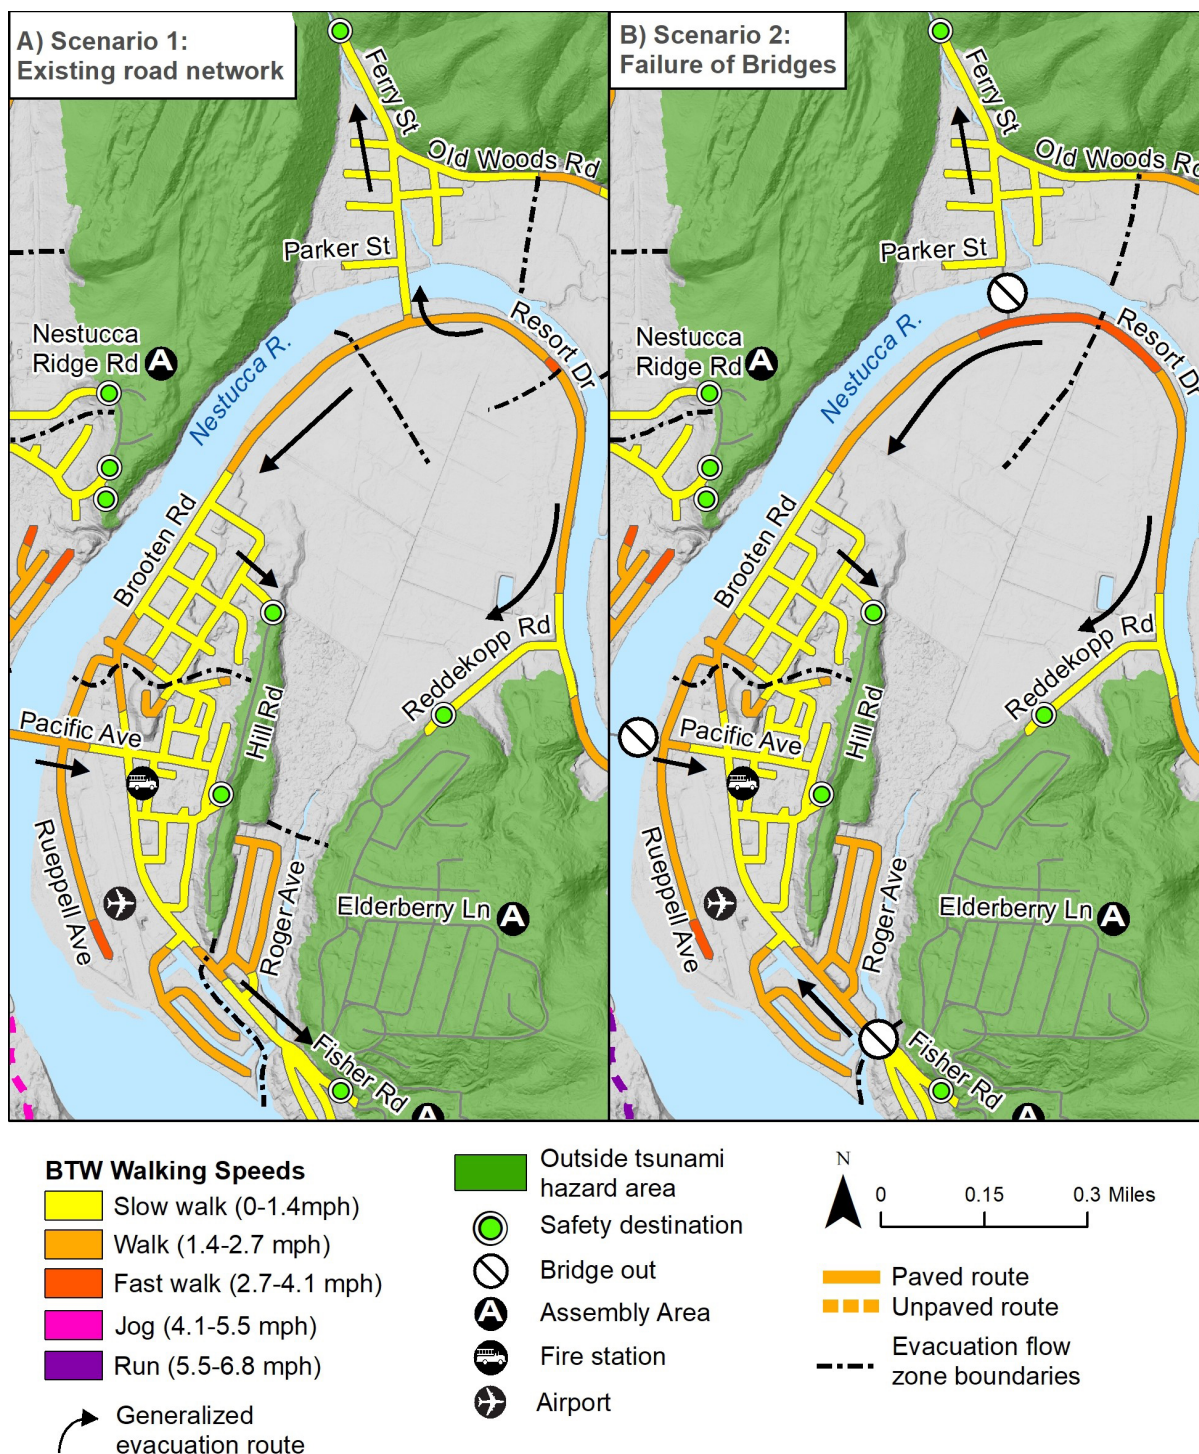 A) Scenario 1:
Existing road network
Ferry St
Old Woods Rd
Parker St
Nestucca
Ridge Rd
A
Nestucca R.
Resort Dr
Brooten Rd
Reddekopp Rd
Hill Rd
Pacific Ave
Rueppell Ave
Roger Ave
Elderberry Ln
A
Fisher Rd
A
B) Scenario 2:
Failure of Bridges
Ferry St
Old Woods Rd
Parker St
Nestucca
Ridge Rd
A
Nestucca R.
Resort Dr
Brooten Rd
Reddekopp Rd
Hill Rd
Pacific Ave
Rueppell Ave
Roger Ave
Elderberry Ln
A
Fisher Rd
A
BTW Walking Speeds
Slow walk (0-1.4mph)
Walk (1.4-2.7 mph)
Fast walk (2.7-4.1 mph)
Jog (4.1-5.5 mph)
Run (5.5-6.8 mph)
Generalized
evacuation route
Outside tsunami
hazard area
Safety destination
Bridge out
A
Assembly Area
Fire station
Airport
N
0 0.15 0.3 Miles
Paved route
Unpaved route
Evacuation flow
zone boundaries